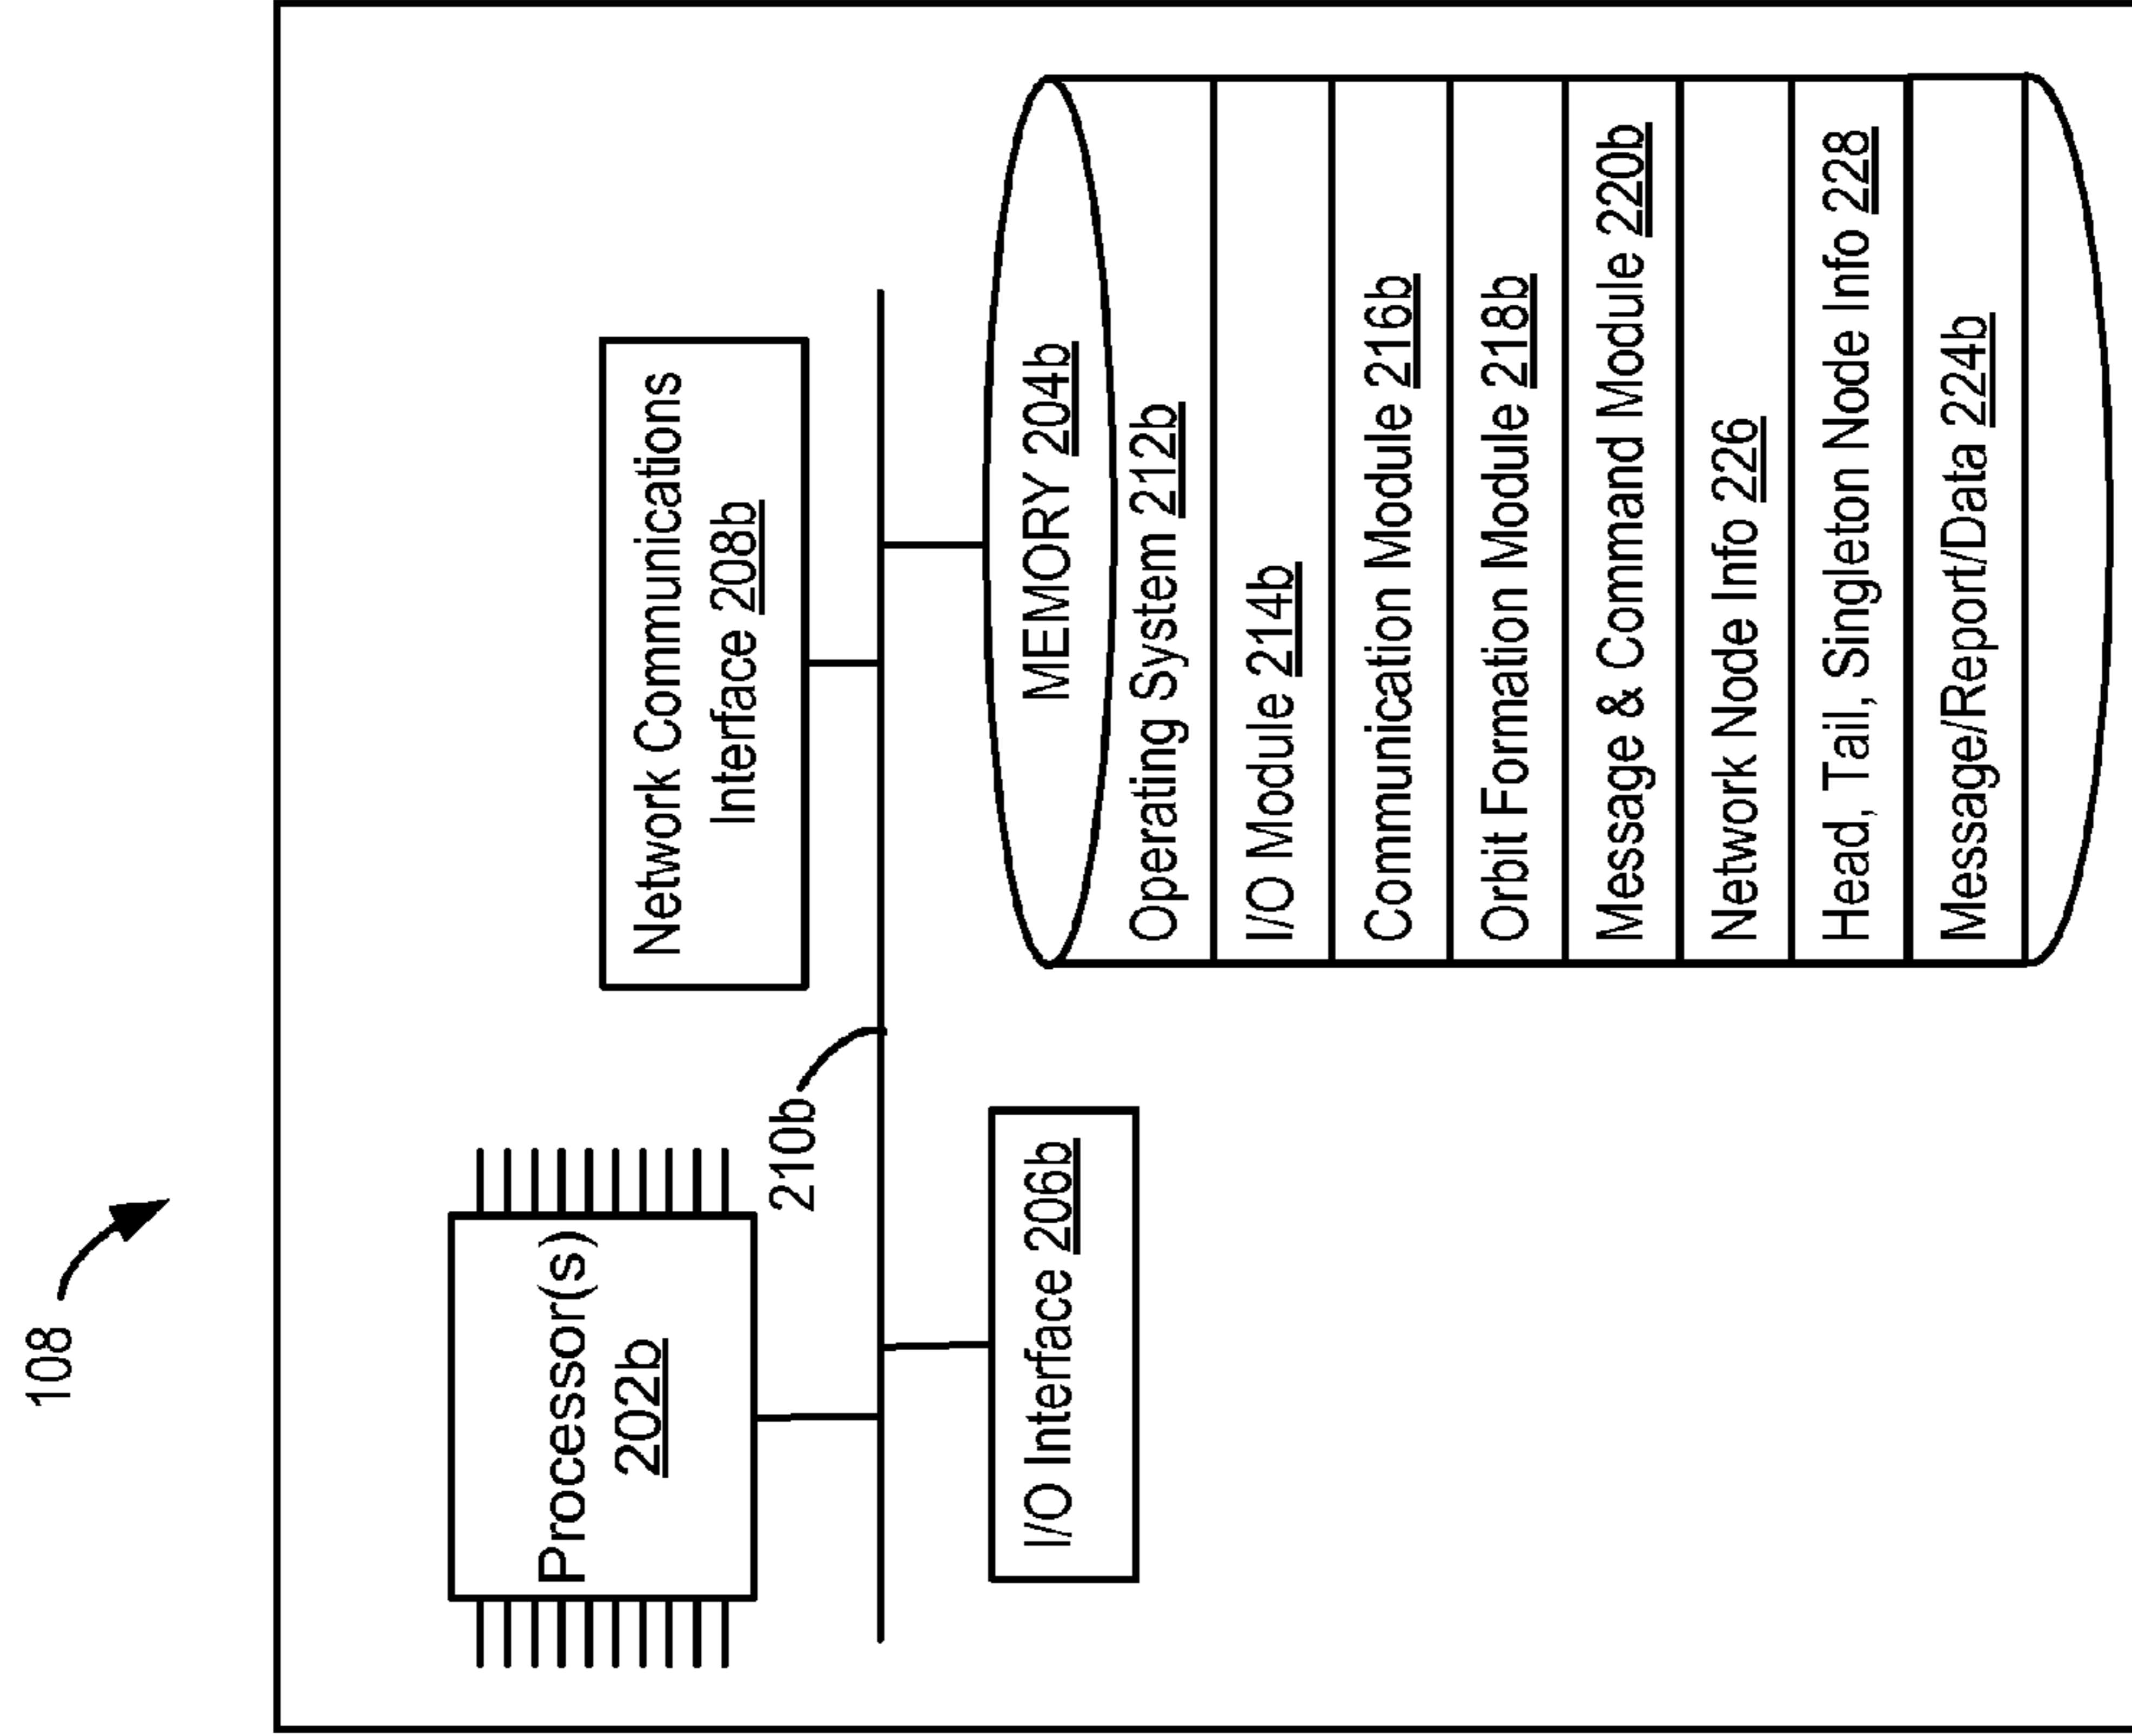 108
Processor(s)
202b
Network Communications
Interface 208b
210b
I/O Interface 206b
MEMORY 204b
Operating System 212b
I/O Module 214b
Communication Module 216b
Orbit Formation Module 218b
Message & Command Module 220b
Network Node Info 226
Head, Tail, Singleton Node Info 228
Message/Report/Data 224b